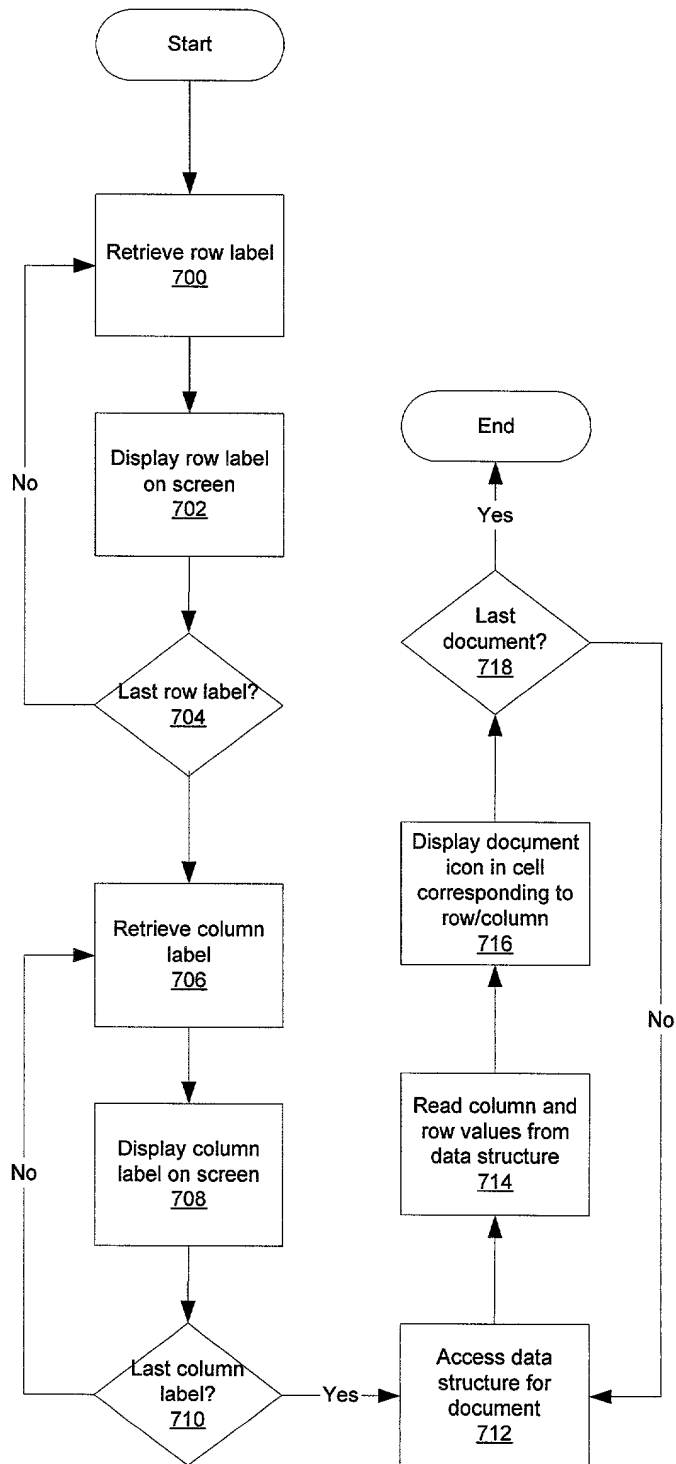 Start
Retrieve row label
700
Display row label
on screen
702
No
Last row label?
704
Retrieve column
label
706
Display column
label on screen
708
No
Last column
label?
710
Yes
Access data
structure for
document
712
Read column and
row values from
data structure
714
Display document
icon in cell
corresponding to
row/column
716
Last
document?
718
No
Yes
End